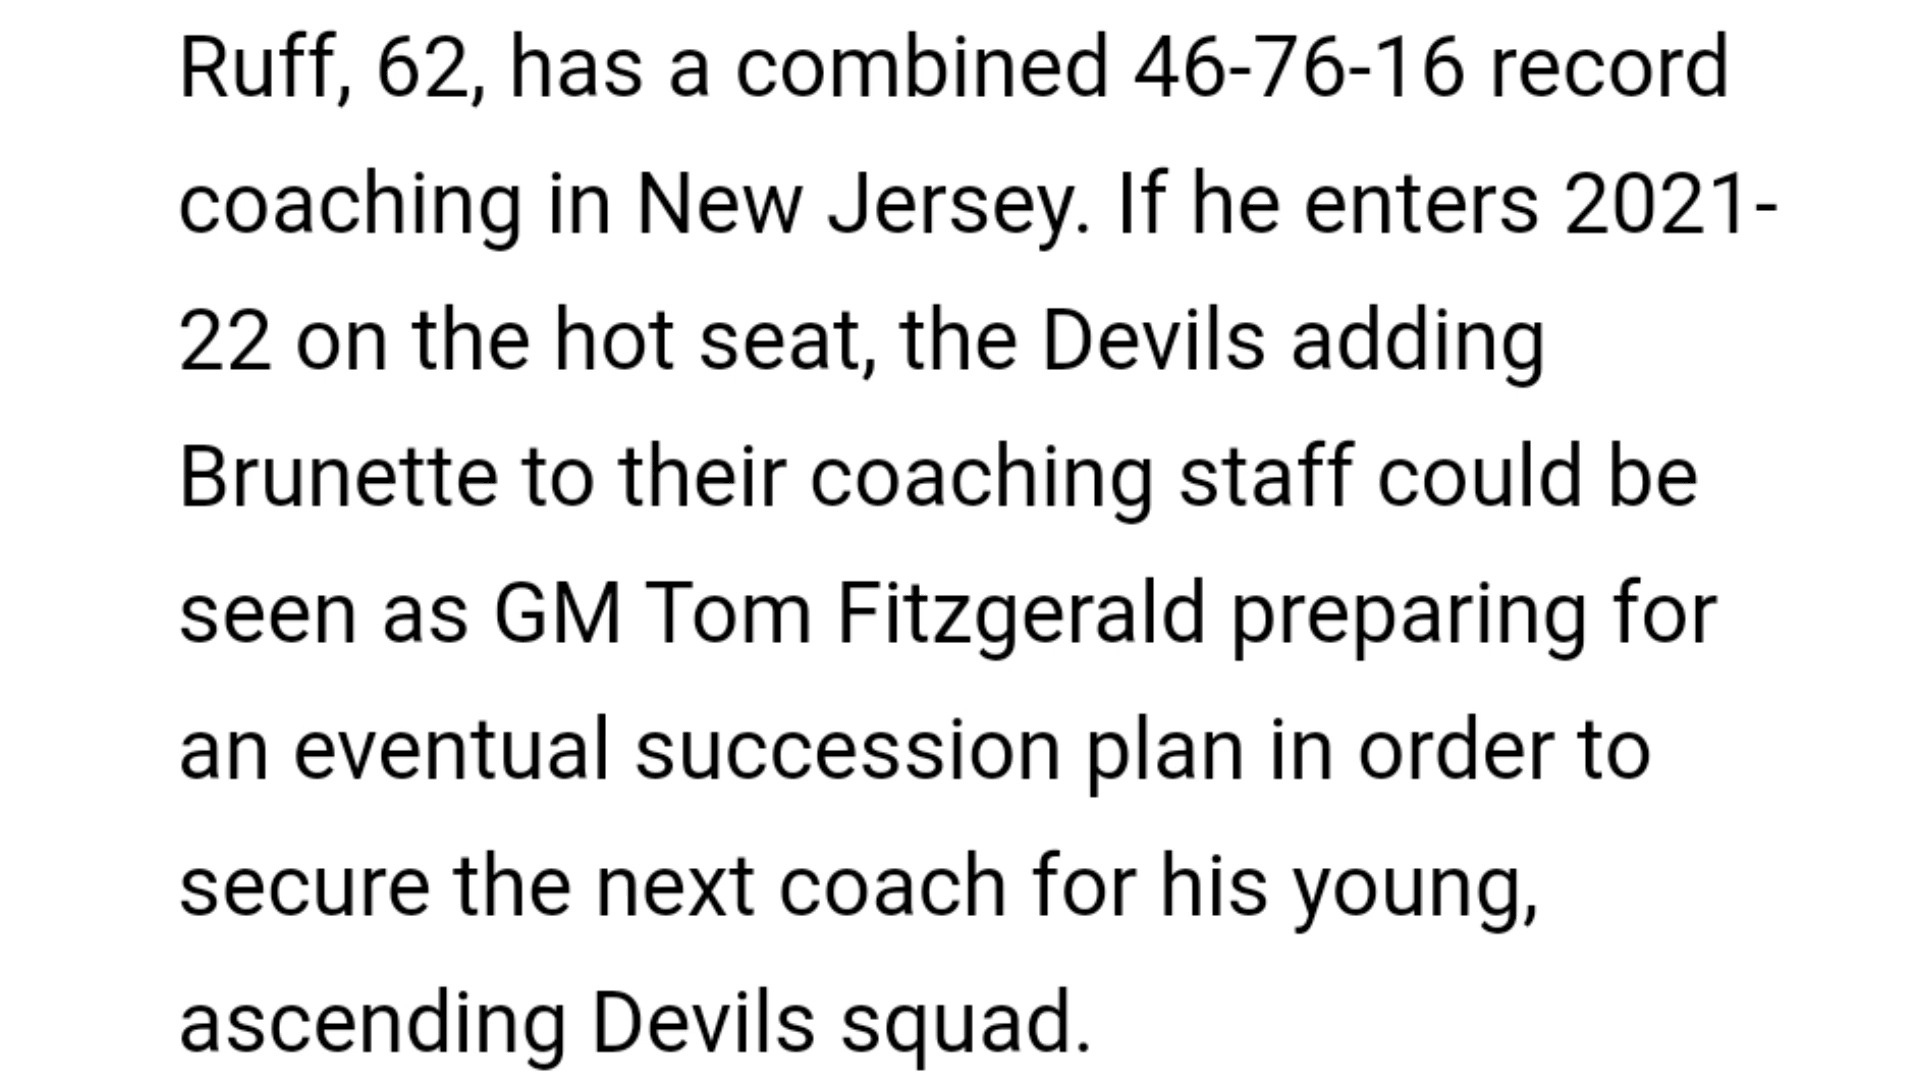 Ruff, 62, has a combined 46-76-16 record
coaching in New Jersey. If he enters 2021-
22 on the hot seat, the Devils adding
Brunette to their coaching staff could be
seen as GM Tom Fitzgerald preparing for
an eventual succession plan in order to
secure the next coach for his young,
ascending Devils squad.